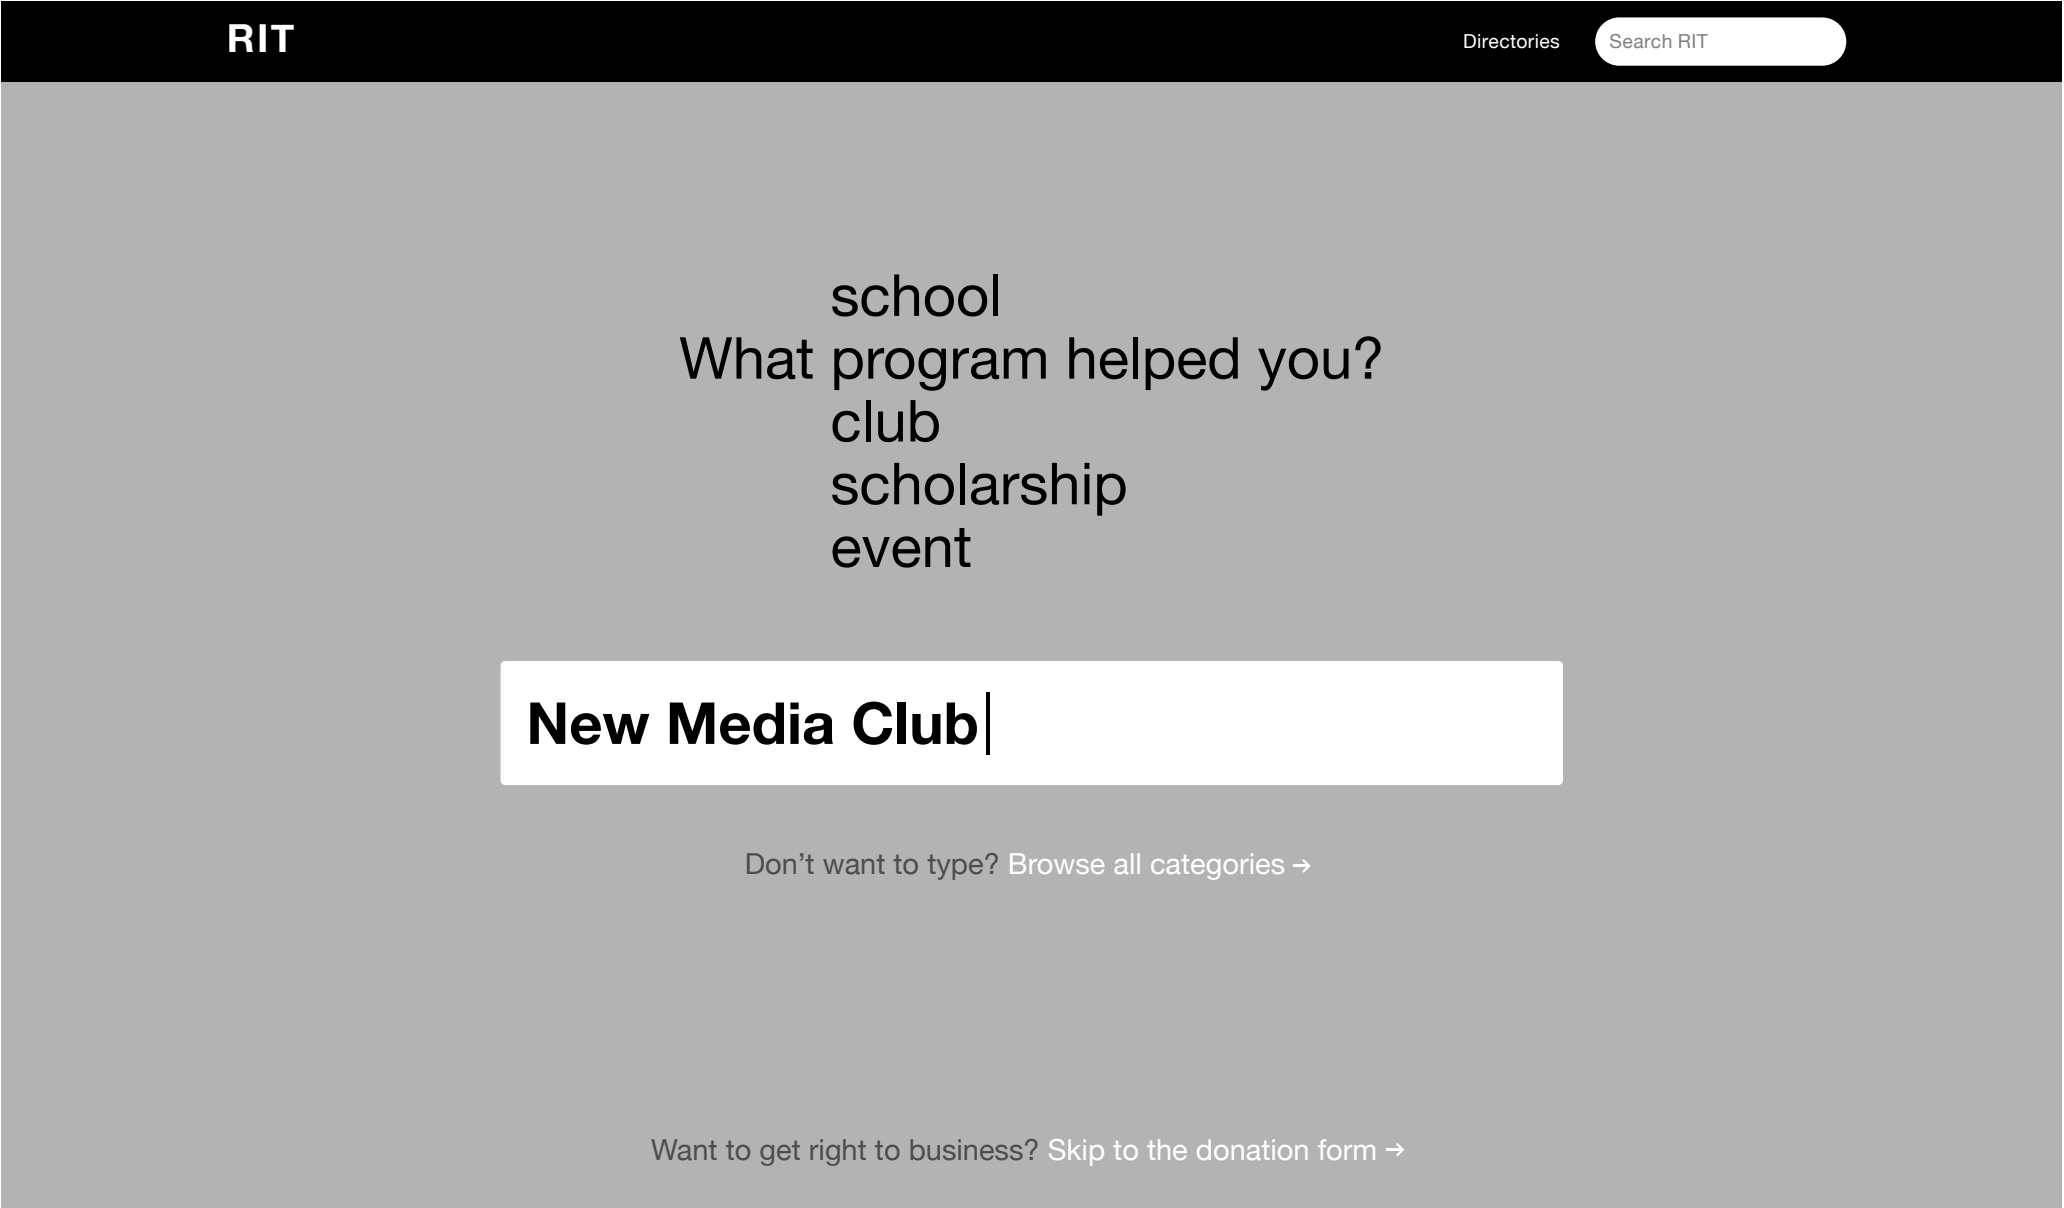 RIT
Directories
Search RIT
school
What program helped you?
club
scholarship
event
New Media Club
Don’t want to type? Browse all categories →
Want to get right to business? Skip to the donation form →